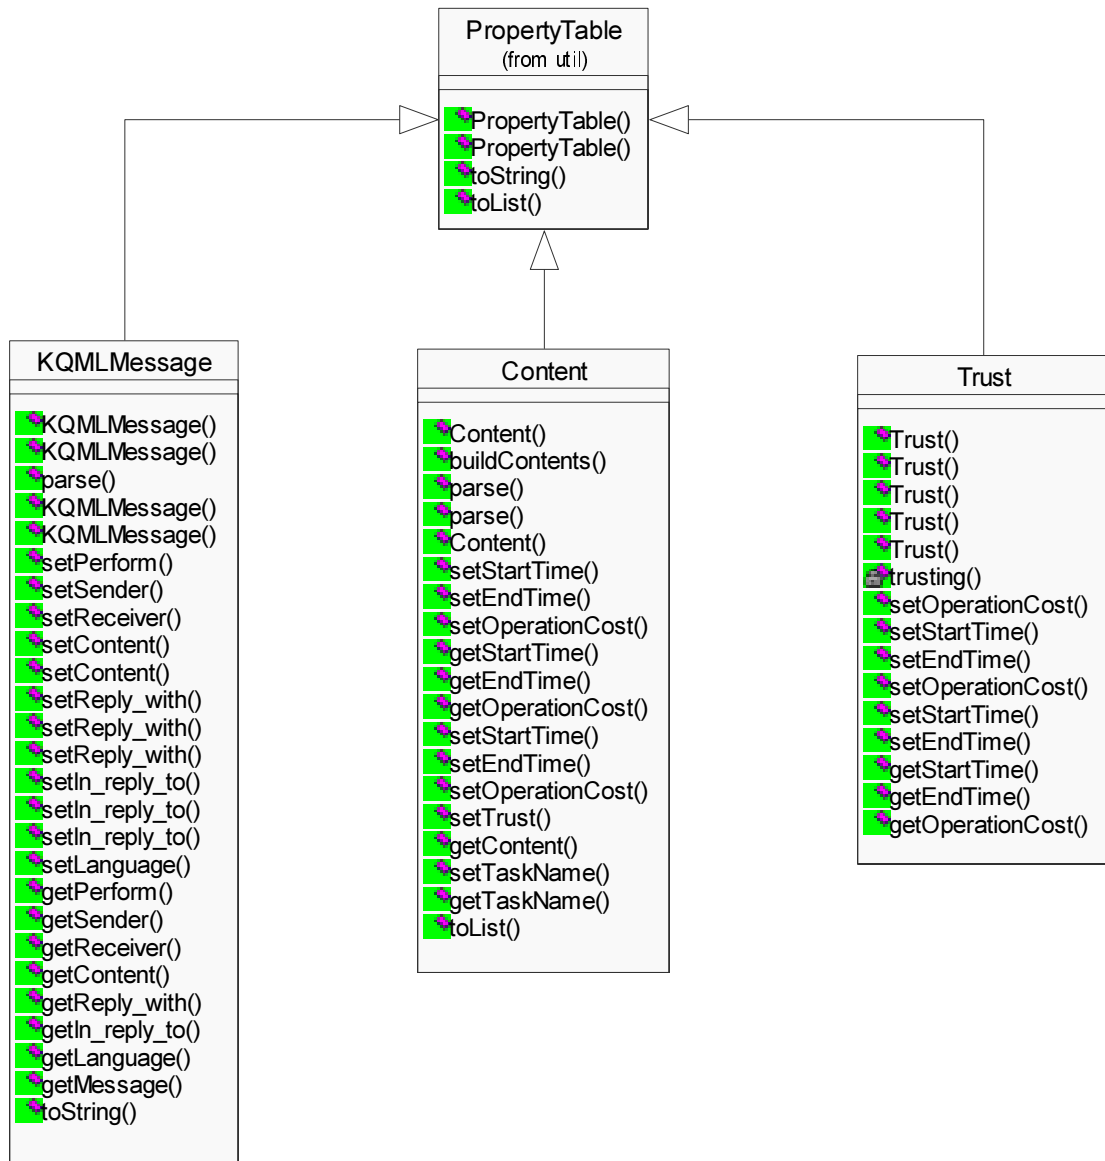 PropertyTable
(from util)
PropertyTable()
PropertyTable()
toString()
toList()
KQMLMessage
KQMLMessage()
KQMLMessage()
parse()
KQMLMessage()
KQMLMessage()
setPerform()
setSender()
setReceiver()
setContent()
setContent()
setReply_with()
setReply_with()
setReply_with()
setIn_reply_to()
setIn_reply_to()
setIn_reply_to()
setLanguage()
getPerform()
getSender()
getReceiver()
getContent()
getReply_with()
getIn_reply_to()
getLanguage()
getMessage()
toString()
Content
Content()
buildContents()
parse()
parse()
Content()
setStartTime()
setEndTime()
setOperationCost()
getStartTime()
getEndTime()
getOperationCost()
setStartTime()
setEndTime()
setOperationCost()
setTrust()
getContent()
setTaskName()
getTaskName()
toList()
Trust
Trust()
Trust()
Trust()
Trust()
Trust()
trusting()
setOperationCost()
setStartTime()
setEndTime()
setOperationCost()
setStartTime()
setEndTime()
getStartTime()
getEndTime()
getOperationCost()